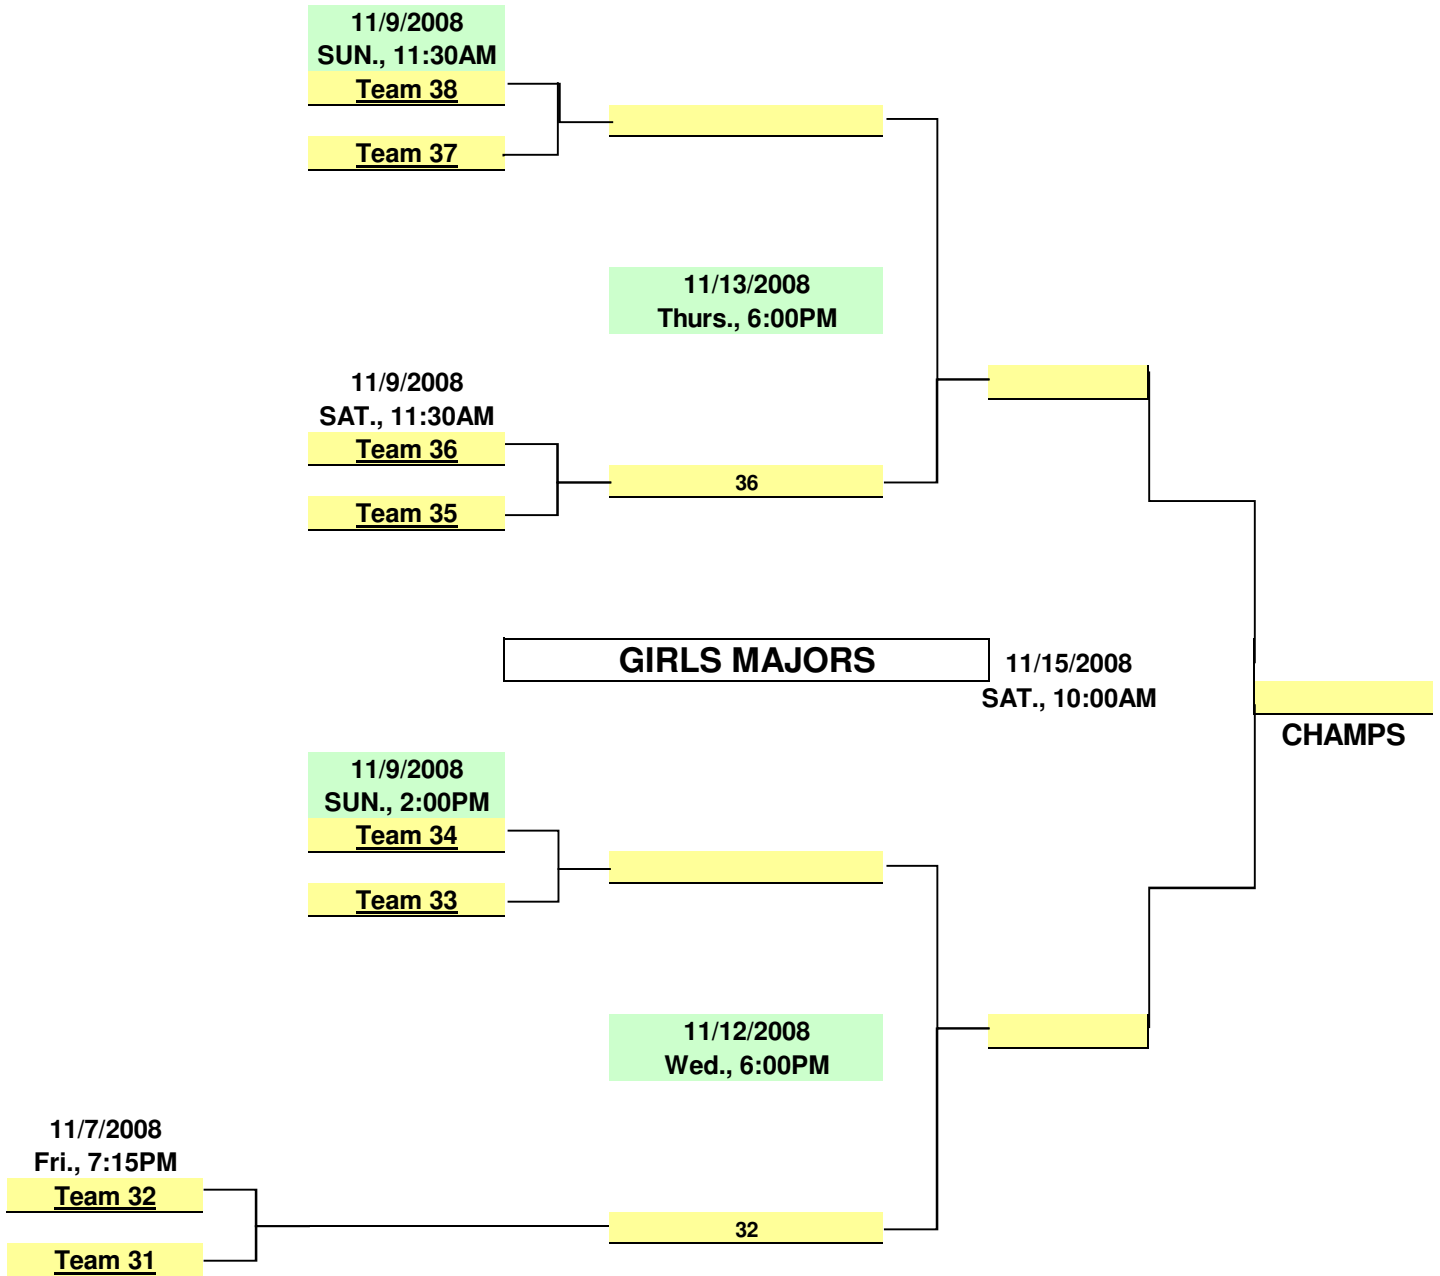 11/9/2008
SUN., 11:30AM
Team 38
Team 37
11/13/2008
Thurs., 6:00PM
11/9/2008
SAT., 11:30AM
Team 36
36
Team 35
GIRLS MAJORS
11/15/2008
SAT., 10:00AM
CHAMPS
11/9/2008
SUN., 2:00PM
Team 34
Team 33
11/12/2008
Wed., 6:00PM
11/7/2008
Fri., 7:15PM
Team 32
32
Team 31